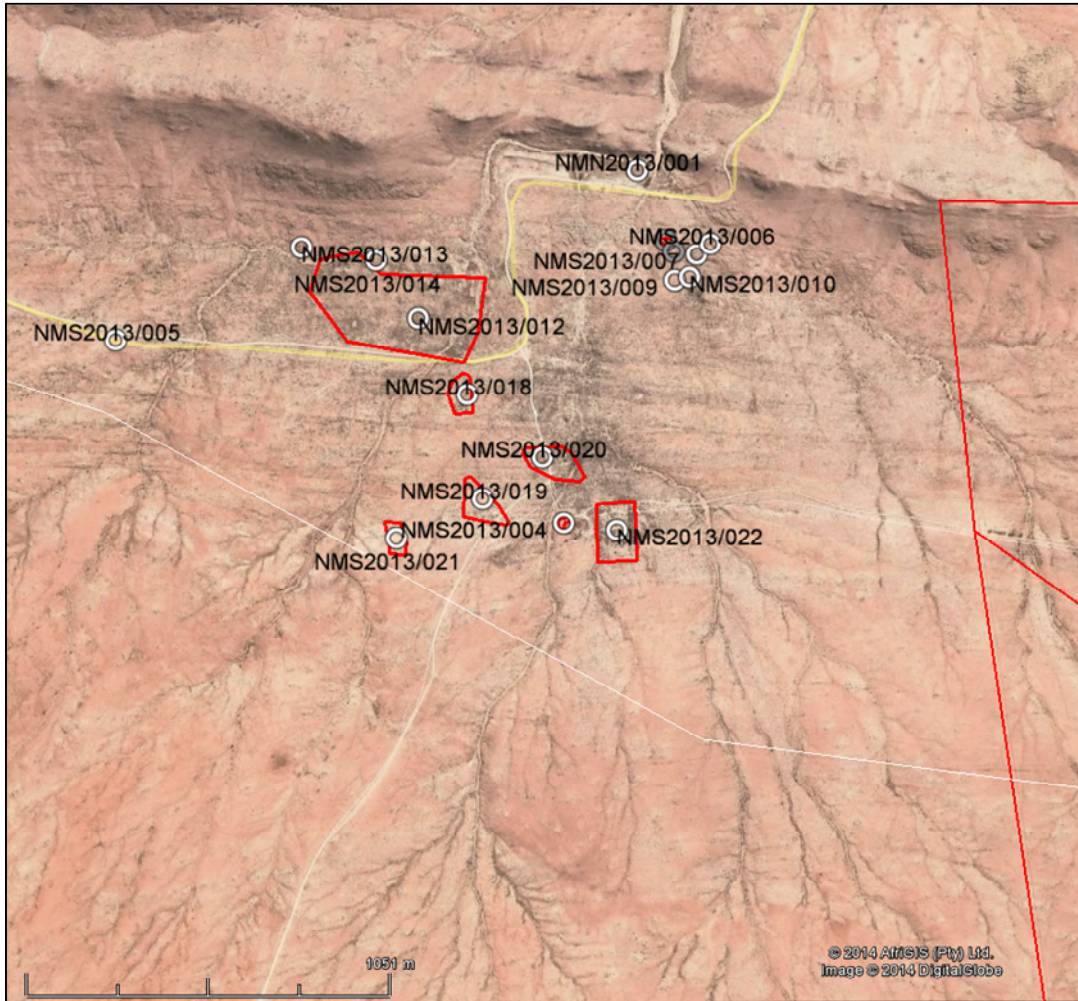 NMN2013/001
NMS2013/006
NMS2013/013
NMS2013/007
NMS2013/014
NMS2013/009
NMS2013/010
NMS2013/012
NMS2013/005
NMS2013/018
NMS2013/020
NMS2013/019
NMS2013/004
NMS2013/022
NMS2013/021
1051 m
© 2014 AfriGIS (Pty) Ltd.
Image © 2014 DigitalGlobe